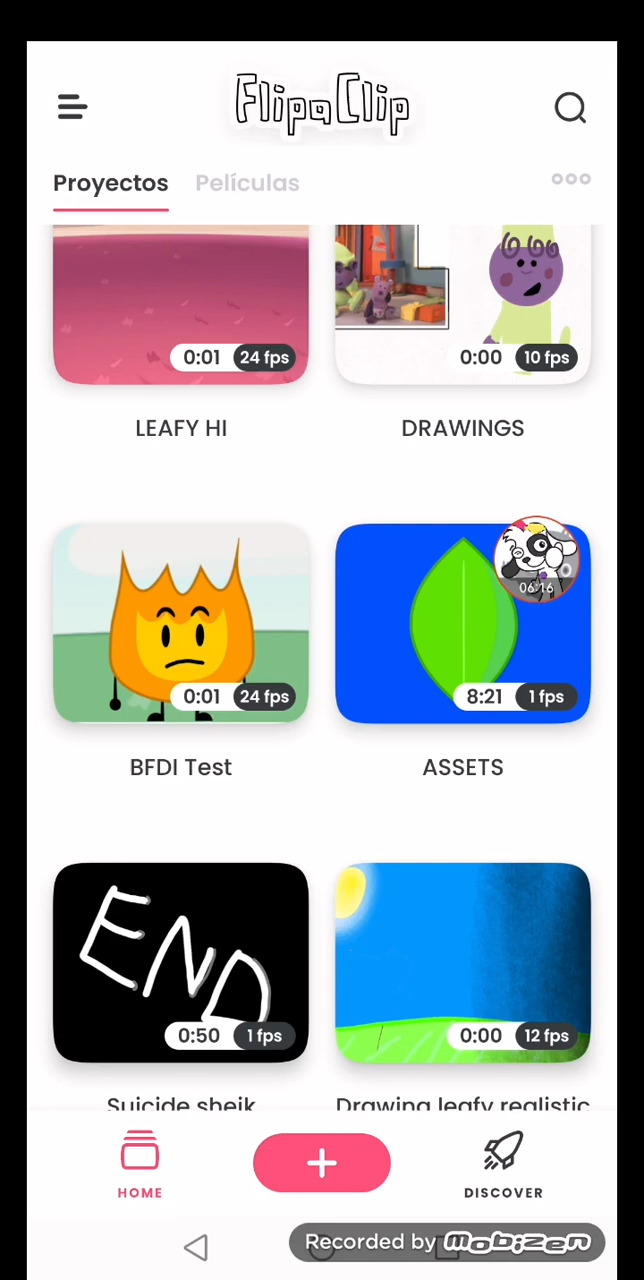 FlipaClip
Proyectos Películas
0:01 24 fps
0:00 10 fps
LEAFY HI
DRAWINGS
06:16
0:01 24 fps
8:21 1 fps
BFDI Test
ASSETS
END
0:50 1 fps
0:00 12 fps
Suicide sheik
Drawing leafy realistic
HOME
DISCOVER
Recorded by mobizen